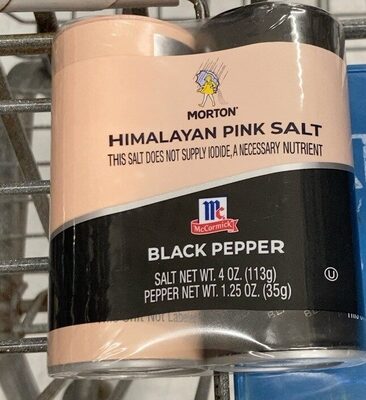 MORTON
HIMALAYAN PINK SALT
THIS SALT DOES NOT SUPPLY IODIDE, A NECESSARY NUTRIENT
Mc
McCormick
BLACK PEPPER
SALT NET WT. 4 OZ. (113g)
PEPPER NET WT. 1.25 OZ. (35g)
U